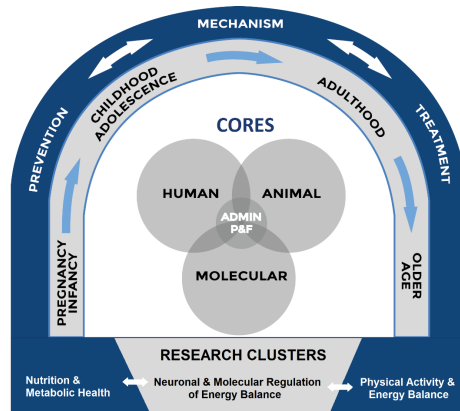 MECHANISM
PREVENTION
TREATMENT
CHILDHOOD
ADOLESCENCE
ADULTHOOD
PREGNANCY
INFANCY
OLDER
AGE
CORES
HUMAN
ANIMAL
ADMIN
P&F
MOLECULAR
RESEARCH CLUSTERS
Nutrition &
Metabolic Health
Neuronal & Molecular Regulation
of Energy Balance
Physical Activity &
Energy Balance